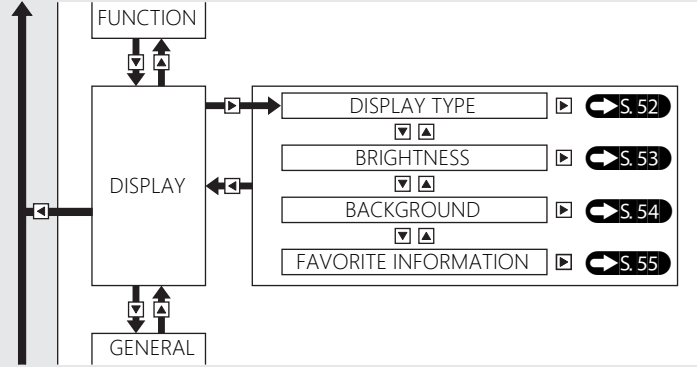 FUNCTION
DISPLAY
DISPLAY TYPE S. 52
BRIGHTNESS S. 53
BACKGROUND S. 54
FAVORITE INFORMATION S. 55
GENERAL